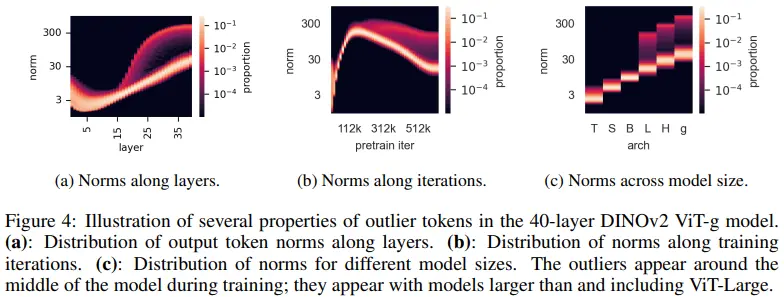 300
30
3
norm
5
15
25
35
layer
10⁻¹
10⁻²
10⁻³
10⁻⁴
proportion
(a) Norms along layers.
300
30
3
norm
112k 312k 512k
pretrain iter
10⁻¹
10⁻²
10⁻³
10⁻⁴
proportion
(b) Norms along iterations.
300
30
3
norm
T S B L H g
arch
10⁻¹
10⁻²
10⁻³
10⁻⁴
proportion
(c) Norms across model size.
Figure 4: Illustration of several properties of outlier tokens in the 40-layer DINOv2 ViT-g model.
(a): Distribution of output token norms along layers. (b): Distribution of norms along training
iterations. (c): Distribution of norms for different model sizes. The outliers appear around the
middle of the model during training; they appear with models larger than and including ViT-Large.